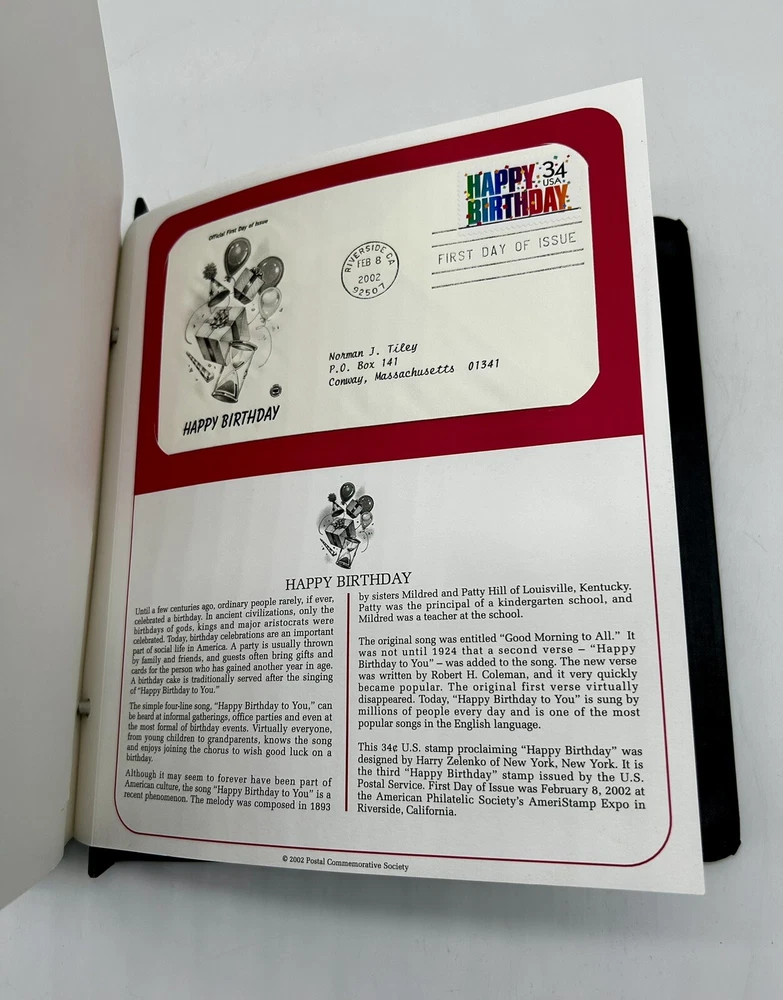 Official First Day of Issue
HAPPY 34
USA
BIRTHDAY
RIVERSIDE CA
FEB 8
2002
92507
FIRST DAY OF ISSUE
Norman J. Tiley
P.O. Box 141
Conway, Massachusetts 01341
HAPPY BIRTHDAY
HAPPY BIRTHDAY
Until a few centuries ago, ordinary people rarely, if ever,
celebrated a birthday. In ancient civilizations, only the
birthdays of gods, kings and major aristocrats were
celebrated. Today, birthday celebrations are an important
part of social life in America. A party is usually thrown
by family and friends, and guests often bring gifts and
cards for the person who has gained another year in age.
A birthday cake is traditionally served after the singing
of “Happy Birthday to You.”
The simple four-line song, “Happy Birthday to You,” can
be heard at informal gatherings, office parties and even at
the most formal of birthday events. Virtually everyone,
from young children to grandparents, knows the song
and enjoys joining the chorus to wish good luck on a
birthday.
Although it may seem to forever have been part of
American culture, the song “Happy Birthday to You” is a
recent phenomenon. The melody was composed in 1893
by sisters Mildred and Patty Hill of Louisville, Kentucky.
Patty was the principal of a kindergarten school, and
Mildred was a teacher at the school.
The original song was entitled “Good Morning to All.” It
was not until 1924 that a second verse – “Happy
Birthday to You” – was added to the song. The new verse
was written by Robert H. Coleman, and it very quickly
became popular. The original first verse virtually
disappeared. Today, “Happy Birthday to You” is sung by
millions of people every day and is one of the most
popular songs in the English language.
This 34¢ U.S. stamp proclaiming “Happy Birthday” was
designed by Harry Zelenko of New York, New York. It is
the third “Happy Birthday” stamp issued by the U.S.
Postal Service. First Day of Issue was February 8, 2002 at
the American Philatelic Society’s AmeriStamp Expo in
Riverside, California.
© 2002 Postal Commemorative Society